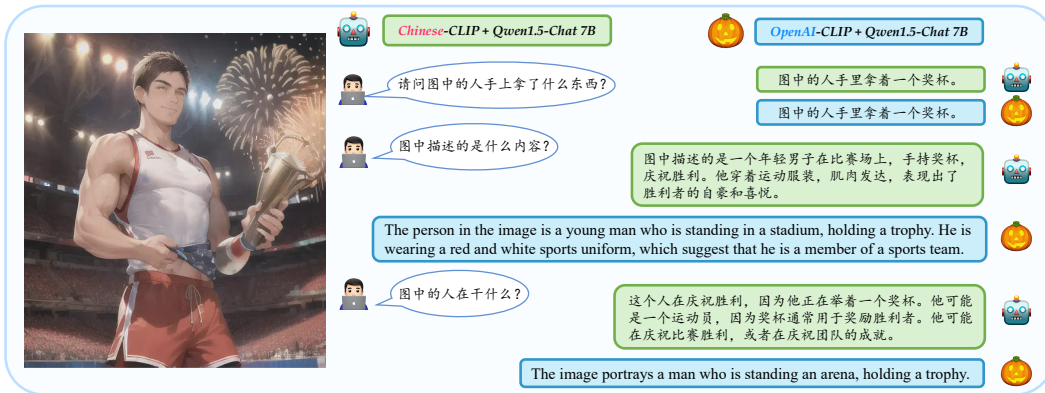 Chinese-CLIP + Qwen1.5-Chat 7B
OpenAI-CLIP + Qwen1.5-Chat 7B
请问图中的人手上拿了什么东西?
图中的人手里拿着一个奖杯。
图中的人手里拿着一个奖杯。
图中描述的是什么内容?
图中描述的是一个年轻男子在比赛场上，手持奖杯，
庆祝胜利。他穿着运动服装，肌肉发达，表现出了
胜利者的自豪和喜悦。
The person in the image is a young man who is standing in a stadium, holding a trophy. He is
wearing a red and white sports uniform, which suggest that he is a member of a sports team.
图中的人在干什么?
这个人在庆祝胜利，因为他正在举着一个奖杯。他可能
是一个运动员，因为奖杯通常用于奖励胜利者。他可能
在庆祝比赛胜利，或者在庆祝团队的成就。
The image portrays a man who is standing an arena, holding a trophy.